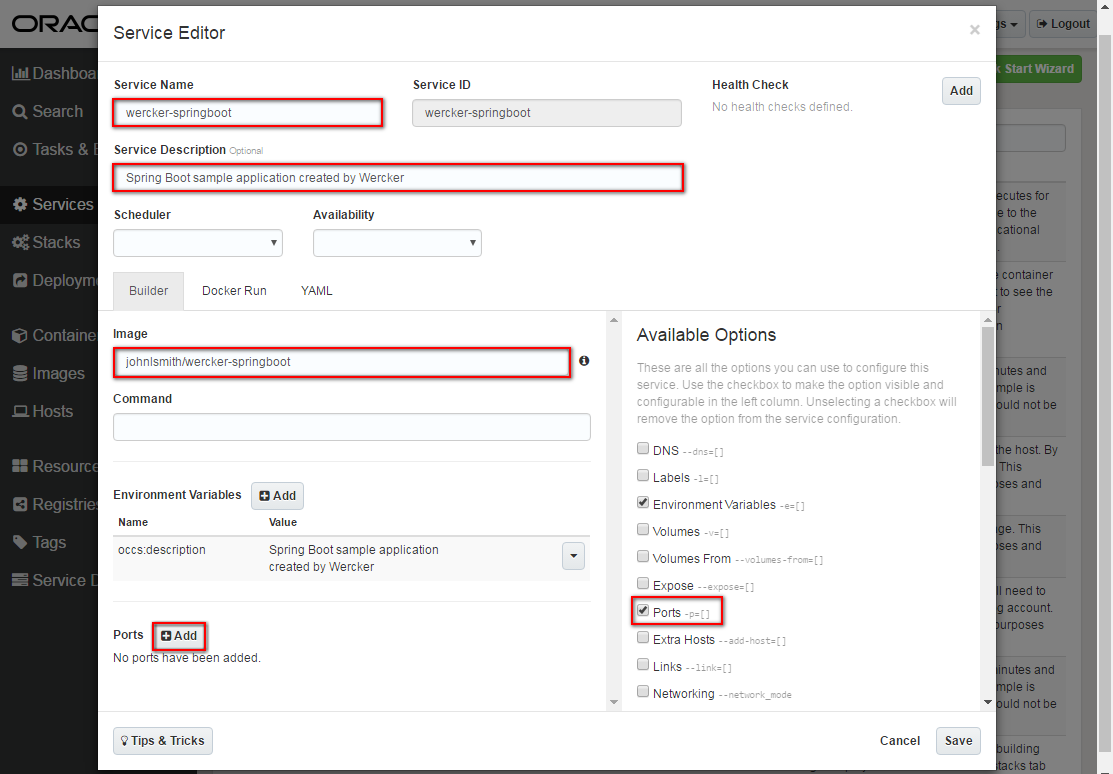 ORAC
gs
Logout
Service Editor
×
k Start Wizard
Dashboa
Search
Tasks & E
Services
Stacks
Deployme
Containe
Images
Hosts
Resource
Registries
Tags
Service D
Service Name
Service ID
Health Check
Add
wercker-springboot
wercker-springboot
No health checks defined.
Service Description Optional
Spring Boot sample application created by Wercker
Scheduler
Availability
Builder
Docker Run
YAML
Image
johnlsmith/wercker-springboot
Command
Environment Variables
Add
Name
Value
occs:description
Spring Boot sample application
created by Wercker
Ports
Add
No ports have been added.
Available Options
These are all the options you can use to configure this
service. Use the checkbox to make the option visible and
configurable in the left column. Unselecting a checkbox will
remove the option from the service configuration.
DNS --dns=[]
Labels -l=[]
Environment Variables -e=[]
Volumes -v=[]
Volumes From --volumes-from=[]
Expose --expose=[]
Ports -p=[]
Extra Hosts --add-host=[]
Links --link=[]
Networking --network_mode
Tips & Tricks
Cancel
Save
ecutes for
e to the
cational
.
e container
t to see the
r
n
inutes and
mple is
ould not be
the host. By
This
oses and
ge. This
oses and
ll need to
g account.
urposes
inutes and
mple is
ould not be
building
stacks tab